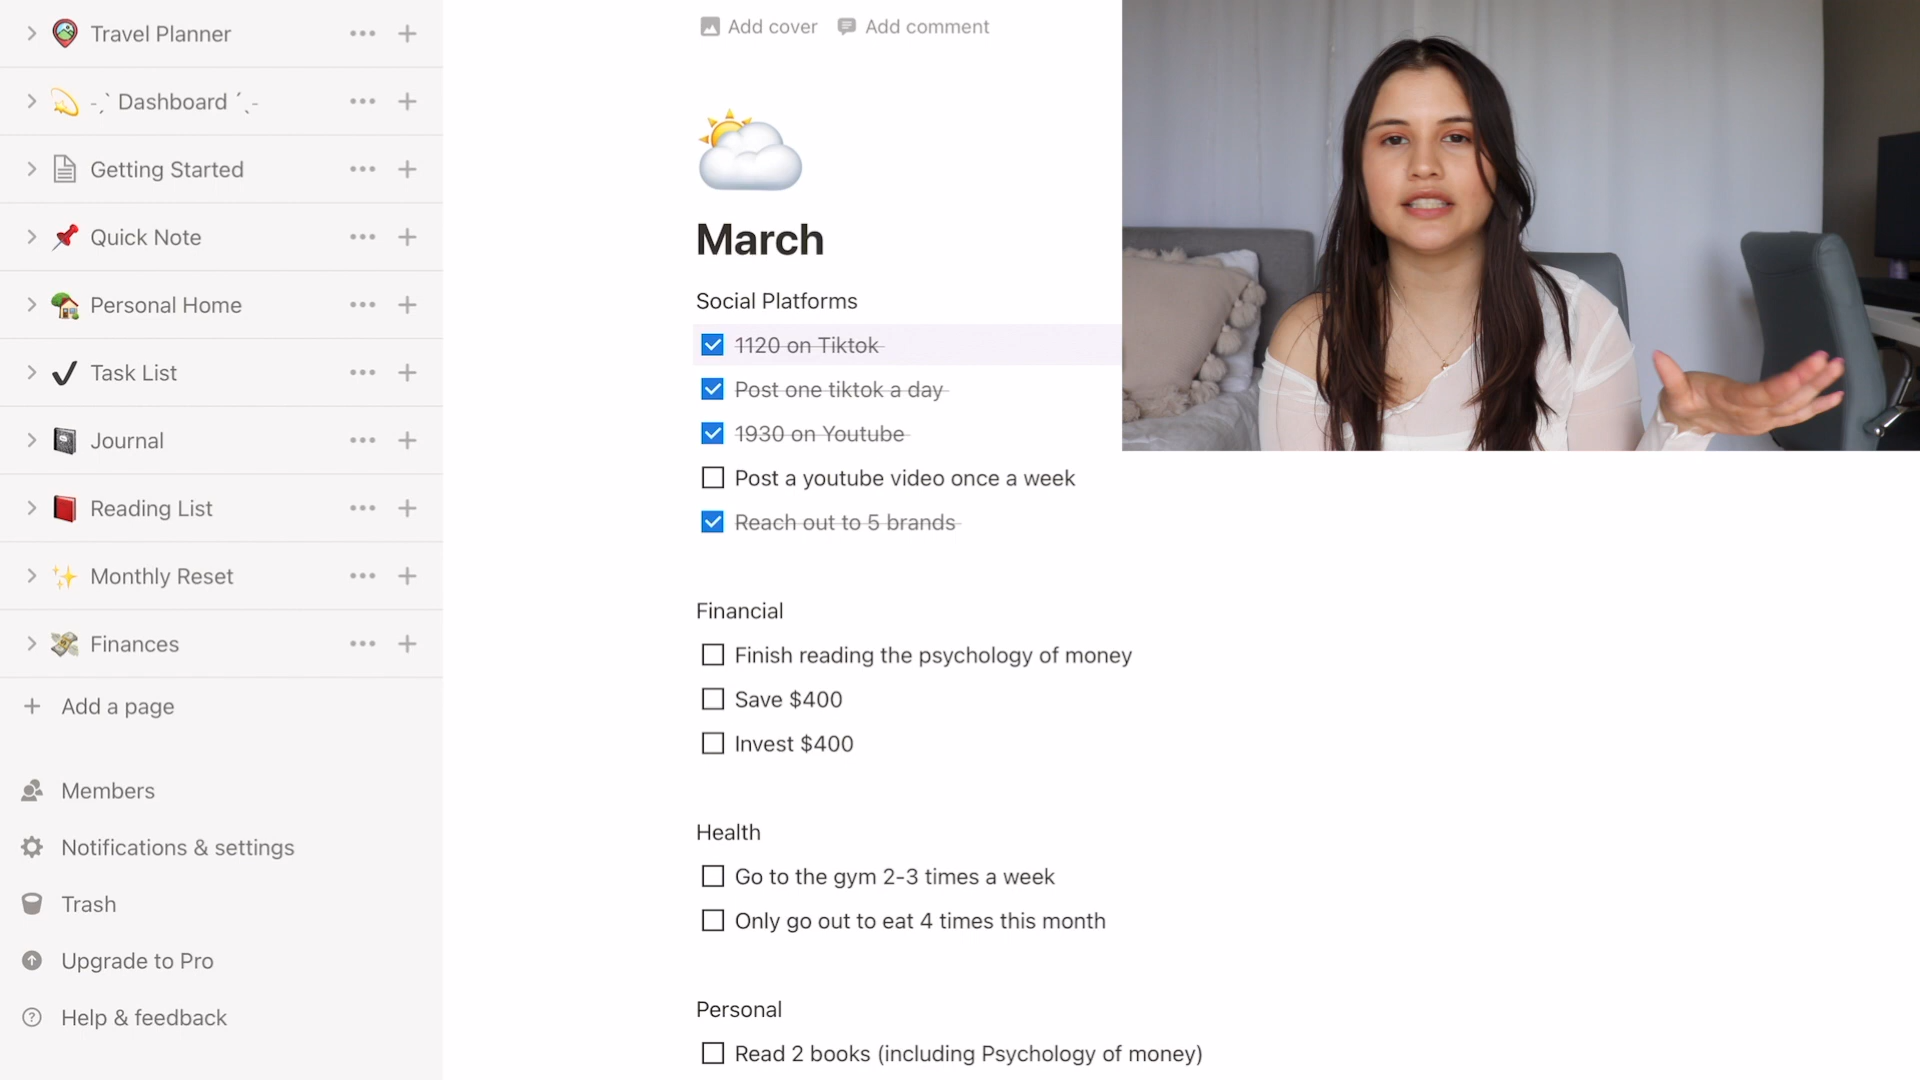 Travel Planner
-ˏˋ Dashboard ˊˎ-
Getting Started
Quick Note
Personal Home
Task List
Journal
Reading List
Monthly Reset
Finances
Add a page
Members
Notifications & settings
Trash
Upgrade to Pro
Help & feedback
Add cover
Add comment
March
Social Platforms
1120 on Tiktok
Post one tiktok a day
1930 on Youtube
Post a youtube video once a week
Reach out to 5 brands
Financial
Finish reading the psychology of money
Save $400
Invest $400
Health
Go to the gym 2-3 times a week
Only go out to eat 4 times this month
Personal
Read 2 books (including Psychology of money)